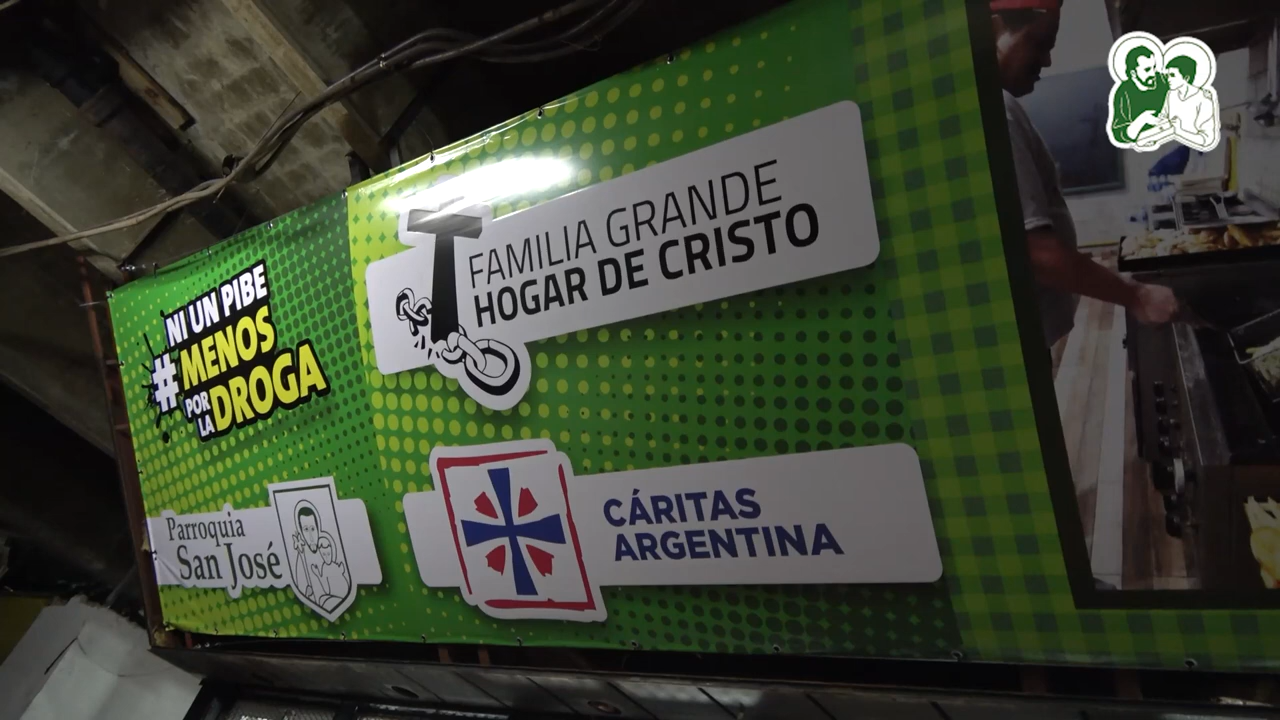 NI UN PIBE
#MENOS
POR LA DROGA
FAMILIA GRANDE
HOGAR DE CRISTO
Parroquia
San José
CÁRITAS
ARGENTINA